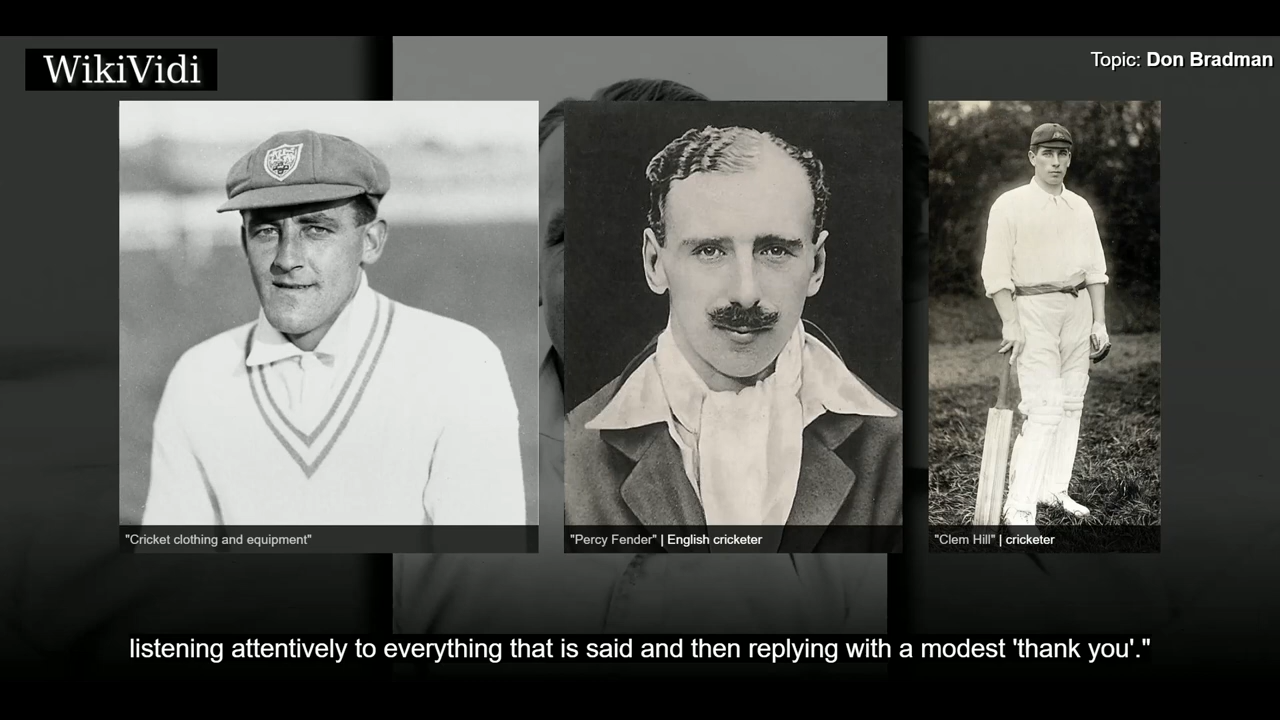 WikiVidi
Topic: Don Bradman
"Cricket clothing and equipment"
"Percy Fender" | English cricketer
"Clem Hill" | cricketer
listening attentively to everything that is said and then replying with a modest 'thank you'."